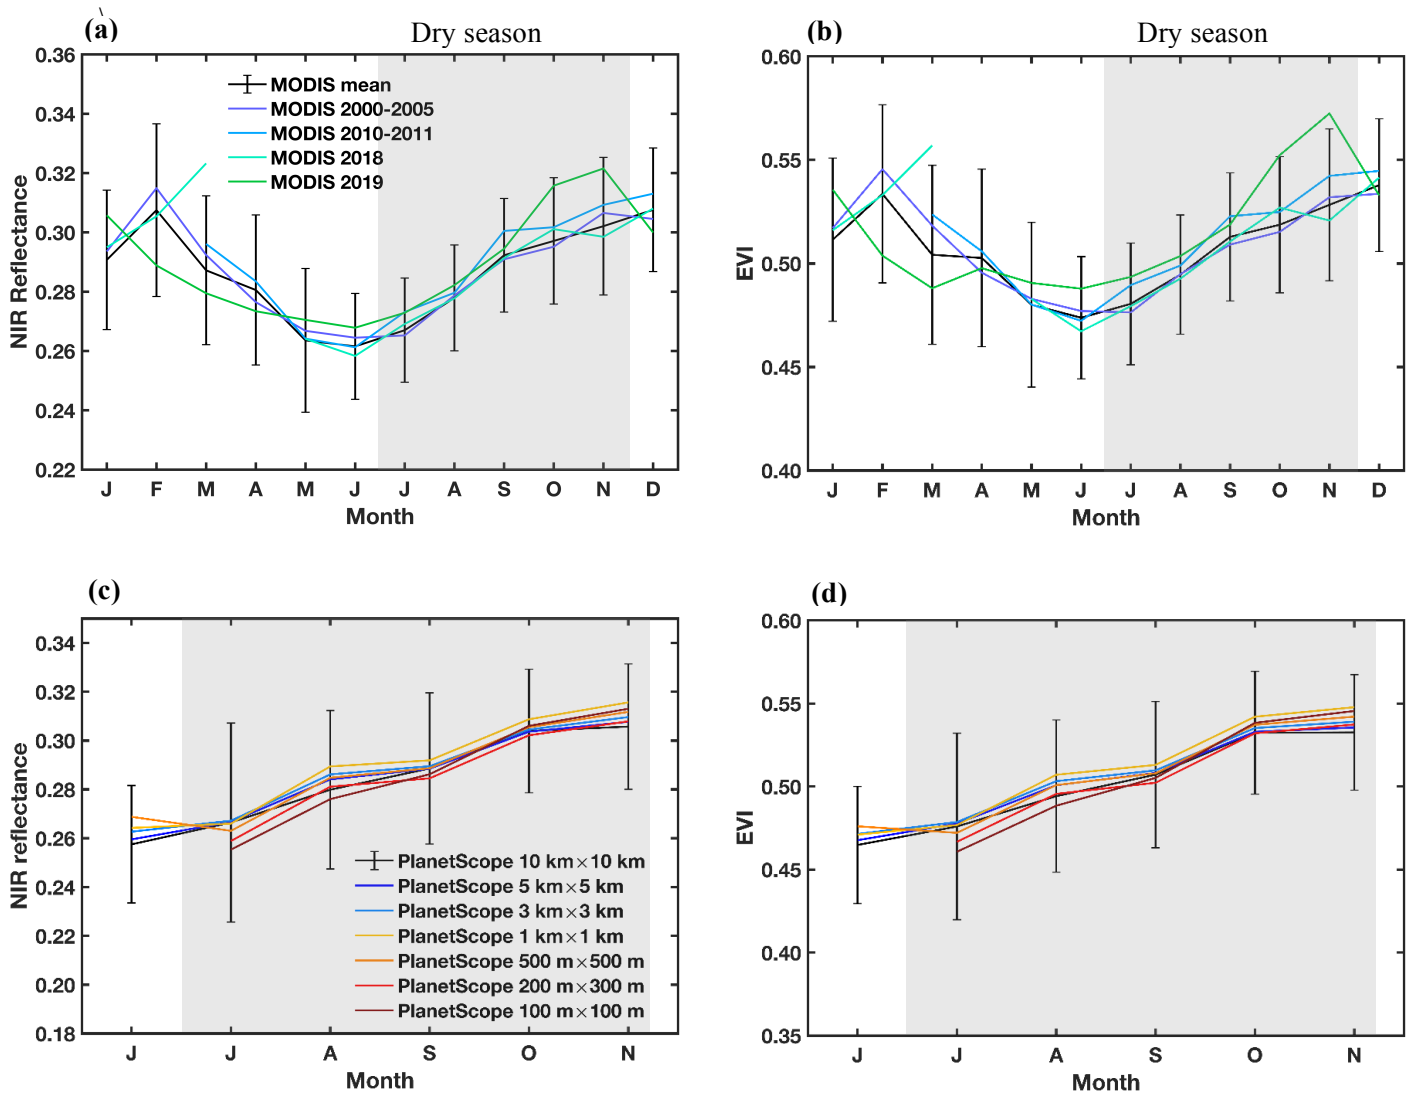 (a)
Dry season
(b)
Dry season
0.36
0.34
0.32
0.30
0.28
0.26
0.24
0.22
NIR Reflectance
MODIS mean
MODIS 2000-2005
MODIS 2010-2011
MODIS 2018
MODIS 2019
J F M A M J J A S O N D
Month
0.60
0.55
0.50
0.45
0.40
EVI
J F M A M J J A S O N D
Month
(c)
(d)
0.34
0.32
0.30
0.28
0.26
0.24
0.22
0.20
0.18
NIR reflectance
PlanetScope 10 km×10 km
PlanetScope 5 km×5 km
PlanetScope 3 km×3 km
PlanetScope 1 km×1 km
PlanetScope 500 m×500 m
PlanetScope 200 m×300 m
PlanetScope 100 m×100 m
J J A S O N
Month
0.60
0.55
0.50
0.45
0.40
0.35
EVI
J J A S O N
Month